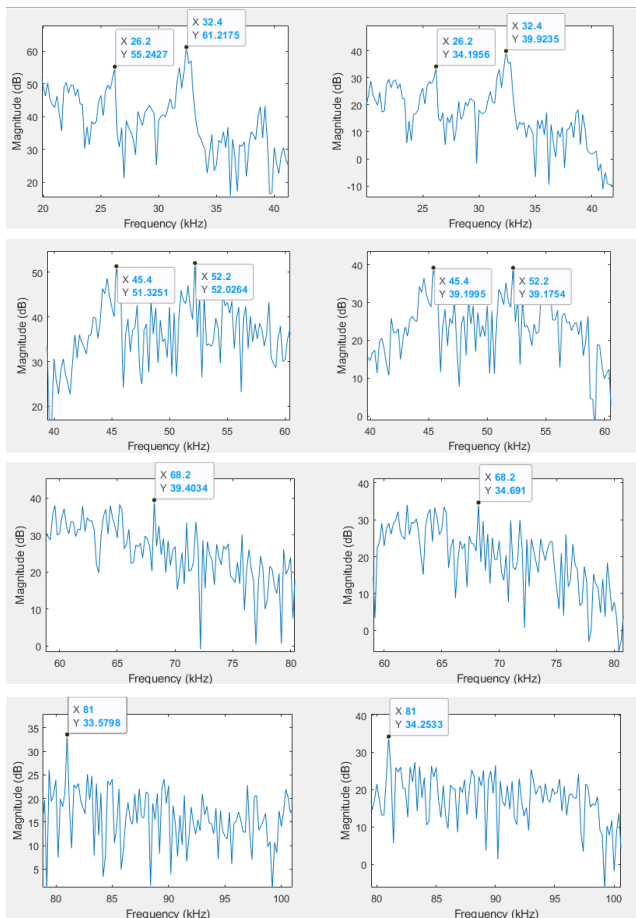 X 32.4
Y 61.2175
X 26.2
Y 55.2427
Magnitude (dB)
60
50
40
30
20
20 25 30 35 40
Frequency (kHz)
X 32.4
Y 39.9235
X 26.2
Y 34.1956
Magnitude (dB)
40
30
20
10
0
-10
25 30 35 40
Frequency (kHz)
X 45.4
Y 51.3251
X 52.2
Y 52.0264
Magnitude (dB)
50
40
30
20
40 45 50 55 60
Frequency (kHz)
X 45.4
Y 39.1995
X 52.2
Y 39.1754
Magnitude (dB)
40
30
20
10
0
40 45 50 55 60
Frequency (kHz)
X 68.2
Y 39.4034
Magnitude (dB)
40
30
20
10
0
60 65 70 75 80
Frequency (kHz)
X 68.2
Y 34.691
Magnitude (dB)
40
30
20
10
0
60 65 70 75 80
Frequency (kHz)
X 81
Y 33.5798
Magnitude (dB)
35
30
25
20
15
10
5
80 85 90 95 100
Frequency (kHz)
X 81
Y 34.2533
Magnitude (dB)
40
30
20
10
0
80 85 90 95 100
Frequency (kHz)